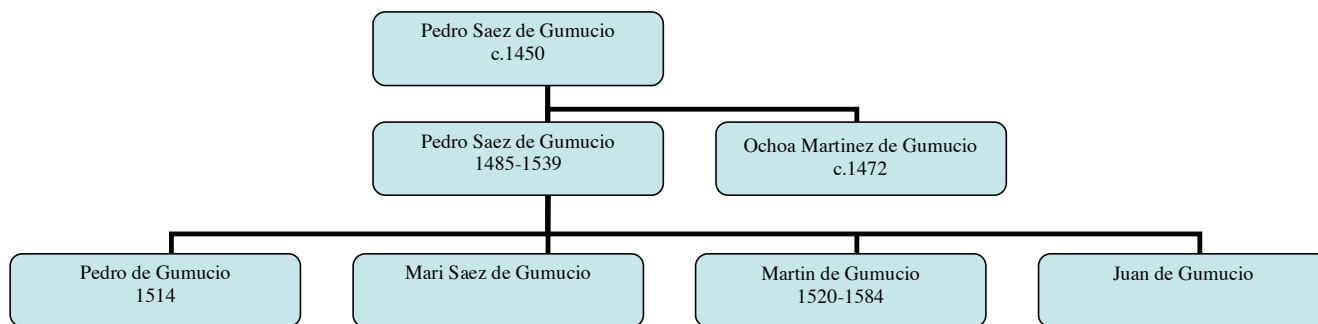 Pedro Saez de Gumucio
c.1450
Pedro Saez de Gumucio
1485-1539
Ochoa Martinez de Gumucio
c.1472
Pedro de Gumucio
1514
Mari Saez de Gumucio
Martin de Gumucio
1520-1584
Juan de Gumucio